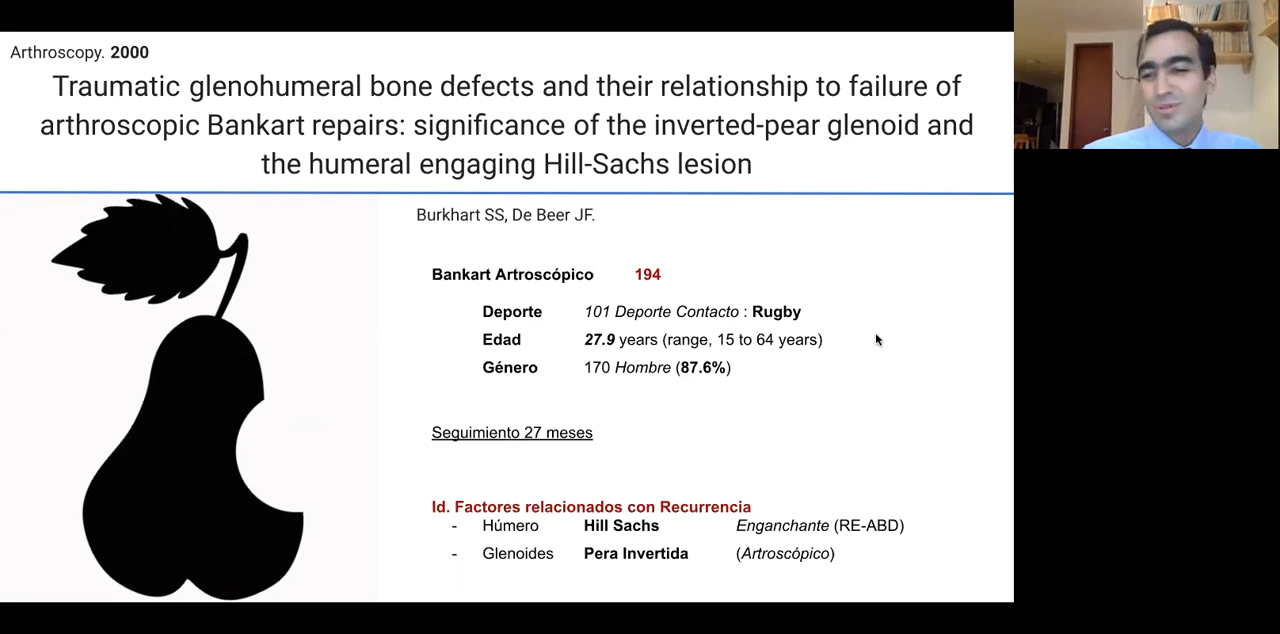 Arthroscopy. 2000
Traumatic glenohumeral bone defects and their relationship to failure of
arthroscopic Bankart repairs: significance of the inverted-pear glenoid and
the humeral engaging Hill-Sachs lesion
Burkhart SS, De Beer JF.
Bankart Artroscópico 194
Deporte 101 Deporte Contacto : Rugby
Edad 27.9 years (range, 15 to 64 years)
Género 170 Hombre (87.6%)
Seguimiento 27 meses
Id. Factores relacionados con Recurrencia
- Húmero Hill Sachs Enganchante (RE-ABD)
- Glenoides Pera Invertida (Artroscópico)